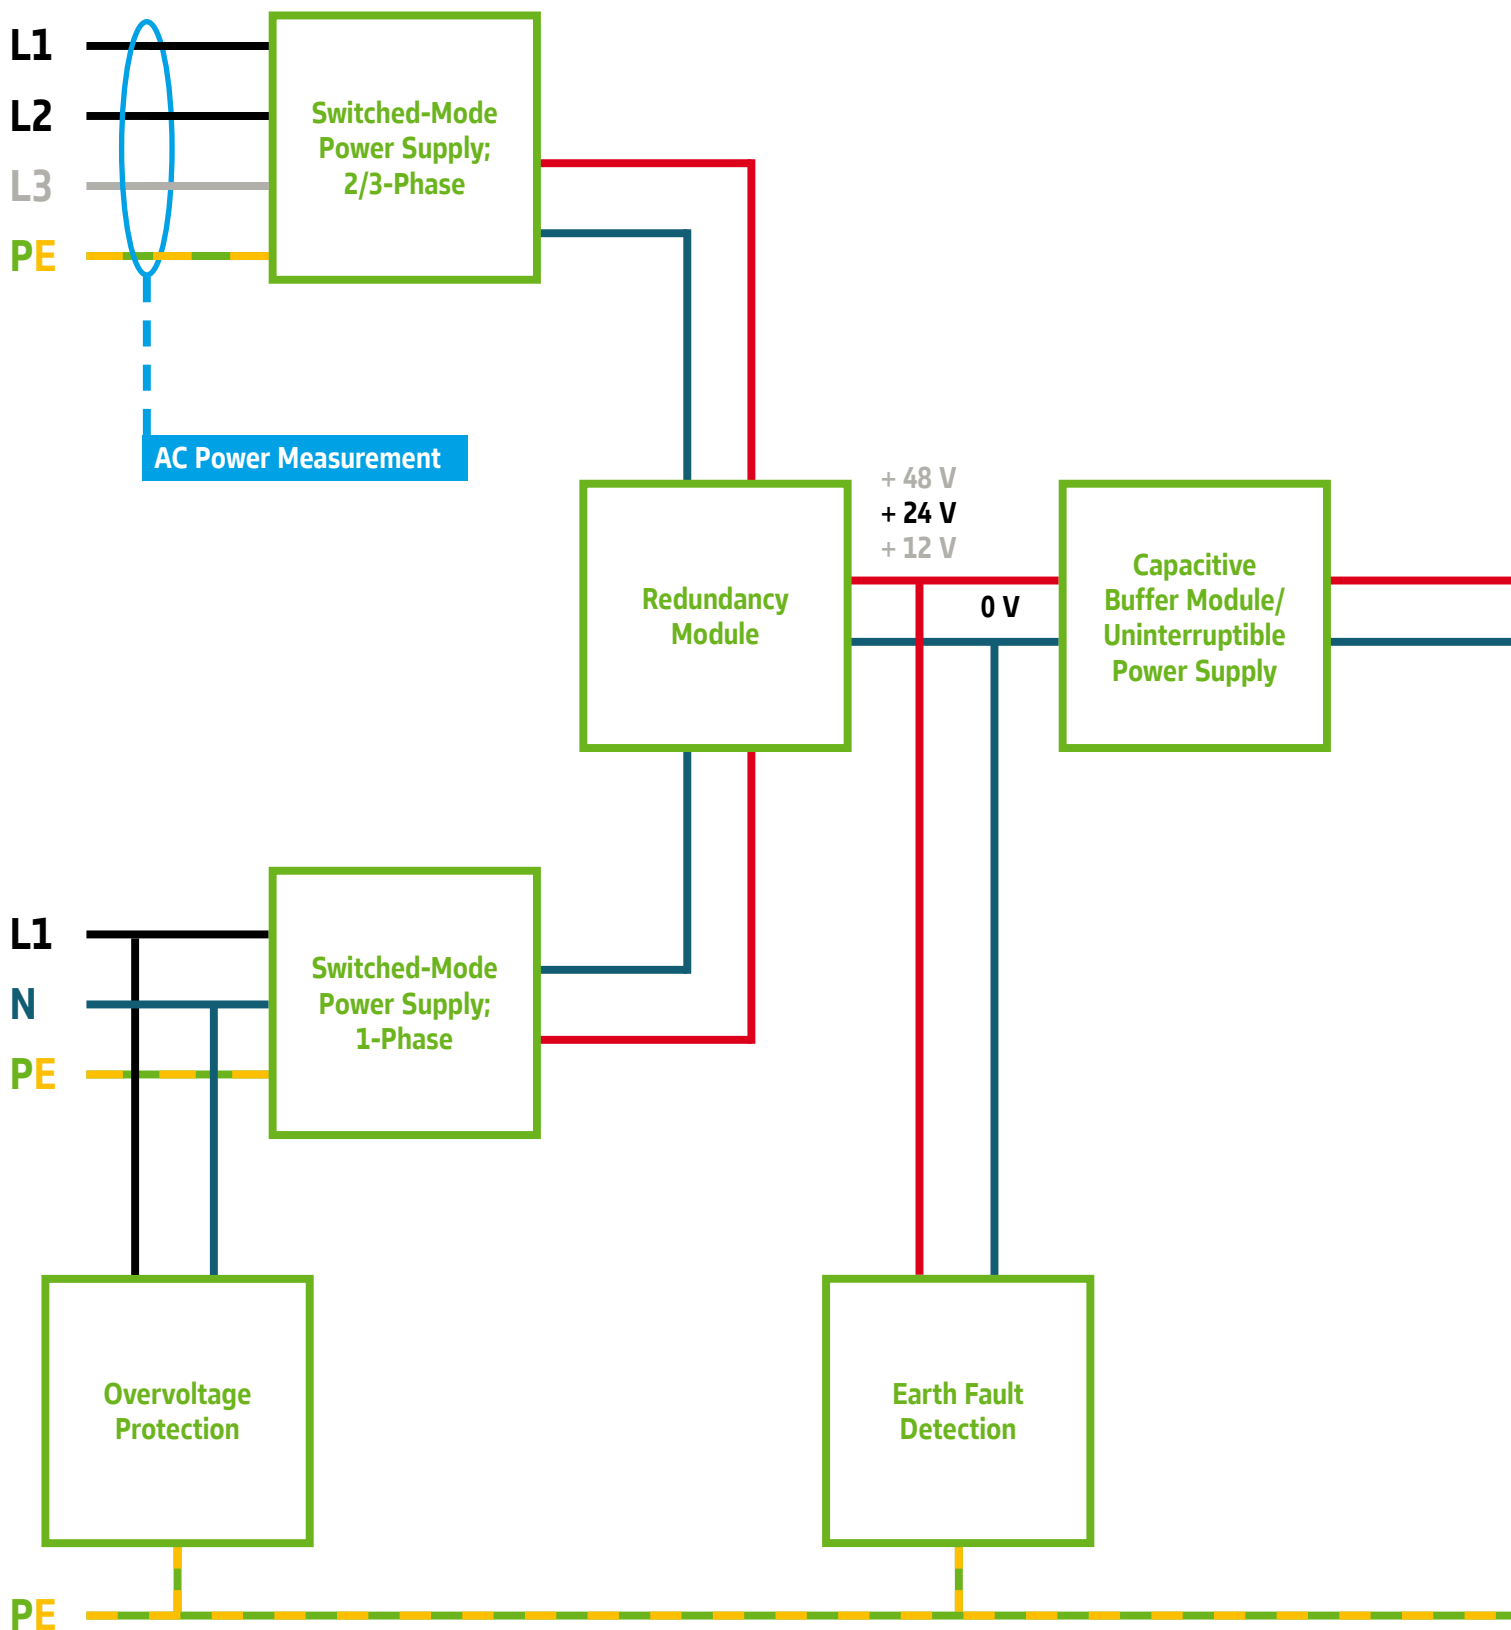 L1
L2
L3
PE
Switched-Mode
Power Supply;
2/3-Phase
AC Power Measurement
+ 48 V
+ 24 V
+ 12 V
0 V
Redundancy
Module
Capacitive
Buffer Module/
Uninterruptible
Power Supply
L1
N
PE
Switched-Mode
Power Supply;
1-Phase
Overvoltage
Protection
Earth Fault
Detection
PE